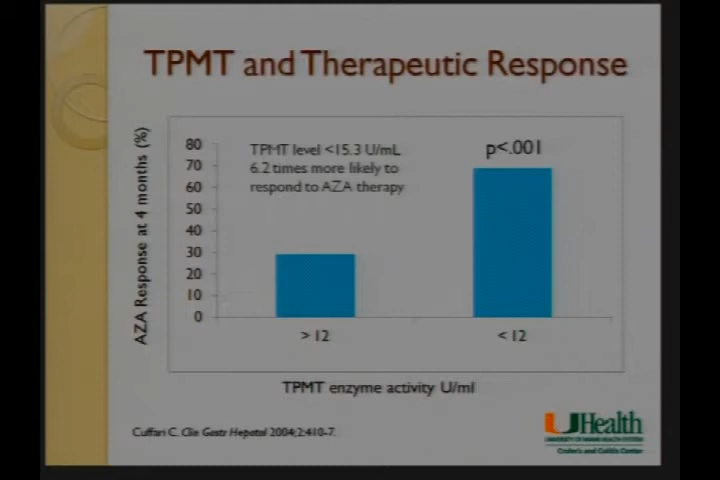 TPMT and Therapeutic Response
AZA Response at 4 months (%)
80
70
60
50
40
30
20
10
0
TPMT level <15.3 U/mL
6.2 times more likely to
respond to AZA therapy
p<.001
> 12
< 12
TPMT enzyme activity U/ml
Cuffari C. Clin Gastr Hepatol 2004;2:410-7.
UHealth
UNIVERSITY OF MIAMI HEALTH SYSTEM
Crohn's and Colitis Center